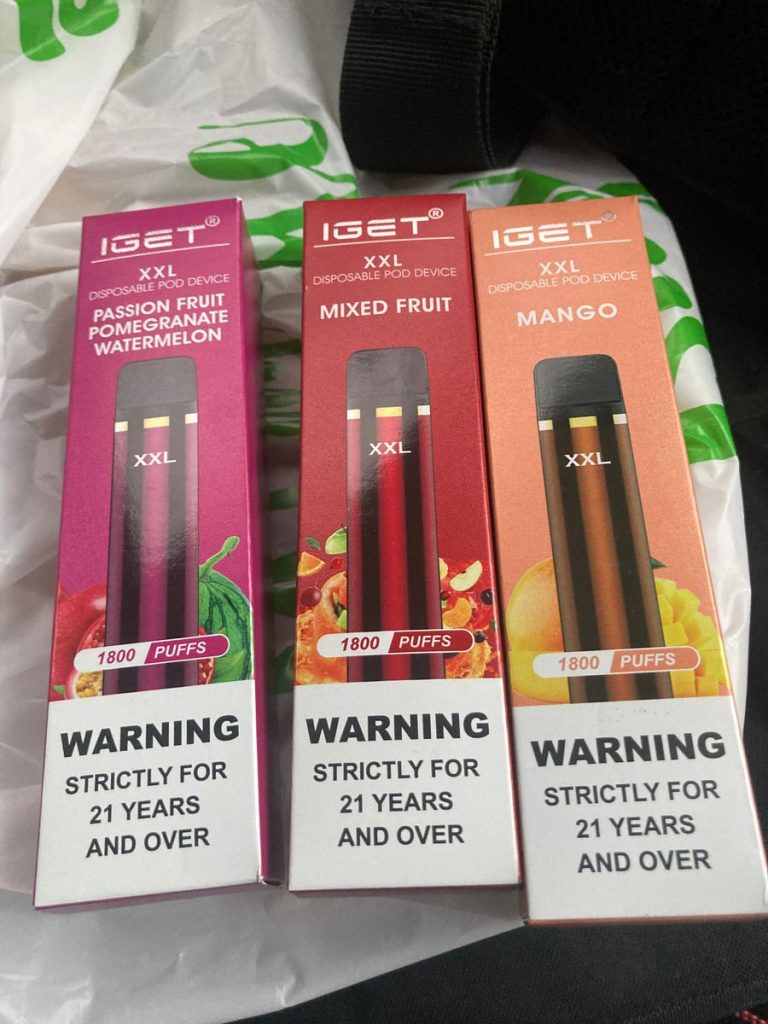 IGET®
XXL
DISPOSABLE POD DEVICE
PASSION FRUIT
POMEGRANATE
WATERMELON
XXL
1800 PUFFS
WARNING
STRICTLY FOR
21 YEARS
AND OVER
IGET®
XXL
DISPOSABLE POD DEVICE
MIXED FRUIT
XXL
1800 PUFFS
WARNING
STRICTLY FOR
21 YEARS
AND OVER
IGET®
XXL
DISPOSABLE POD DEVICE
MANGO
XXL
1800 PUFFS
WARNING
STRICTLY FOR
21 YEARS
AND OVER